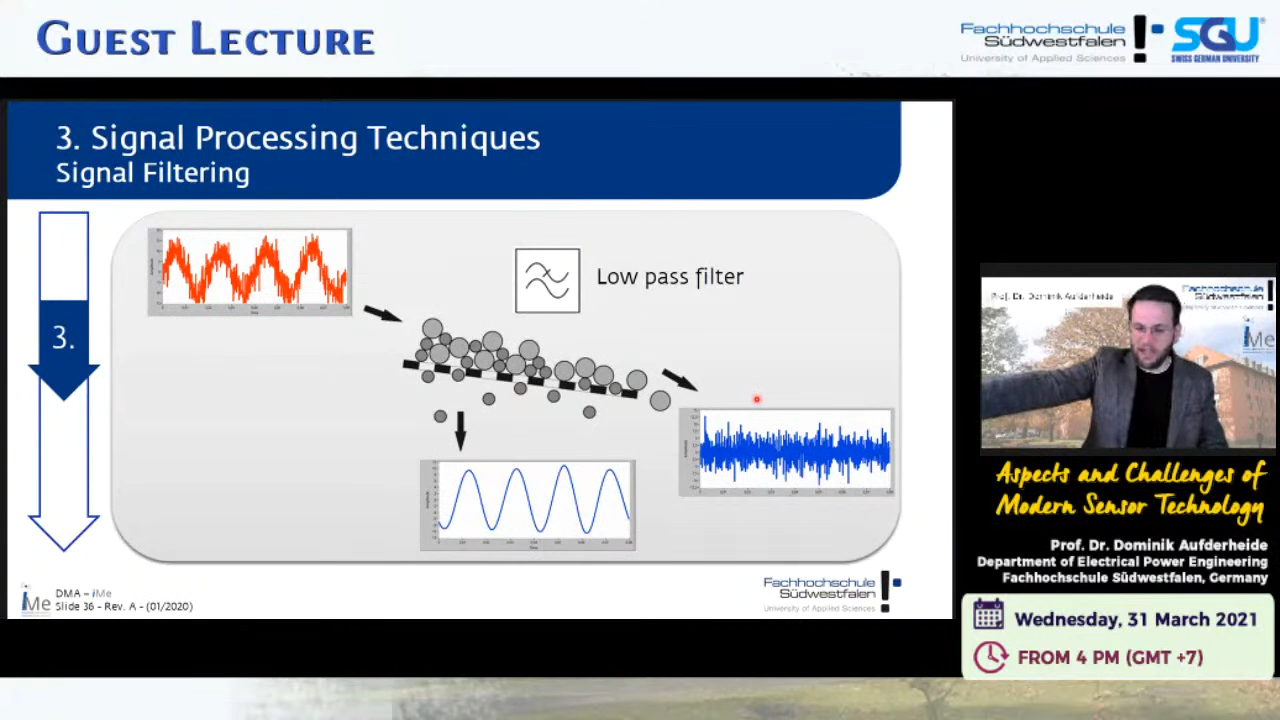 GUEST LECTURE
Fachhochschule
Südwestfalen
University of Applied Sciences
SGU
SWISS GERMAN UNIVERSITY
3. Signal Processing Techniques
Signal Filtering
3.
Low pass filter
iMe
DMA – iMe
Slide 36 - Rev. A - (01/2020)
Fachhochschule
Südwestfalen
University of Applied Sciences
Prof. Dr. Dominik Aufderheide
Fachhochschule
Südwestfalen
iMe
Aspects and Challenges of
Modern Sensor Technology
Prof. Dr. Dominik Aufderheide
Department of Electrical Power Engineering
Fachhochschule Südwestfalen, Germany
Wednesday, 31 March 2021
FROM 4 PM (GMT +7)